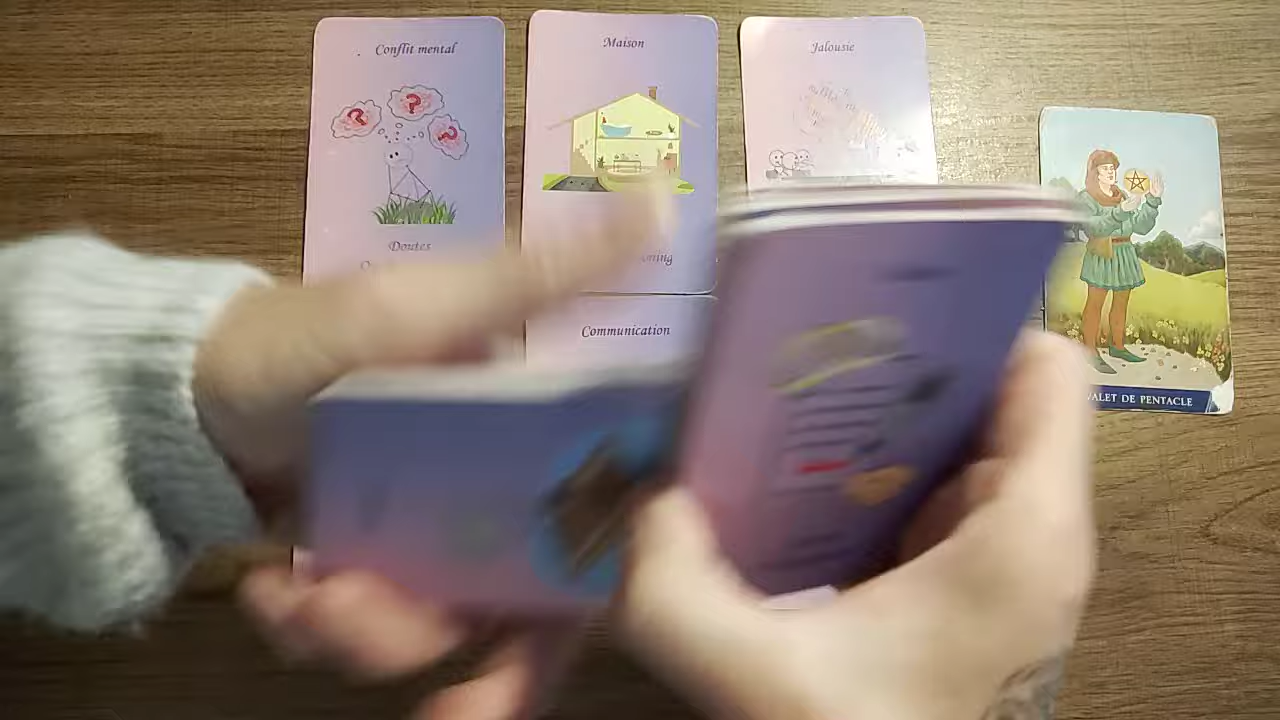 Conflit mental
Maison
Jalousie
Doutes
Communication
VALET DE PENTACLE